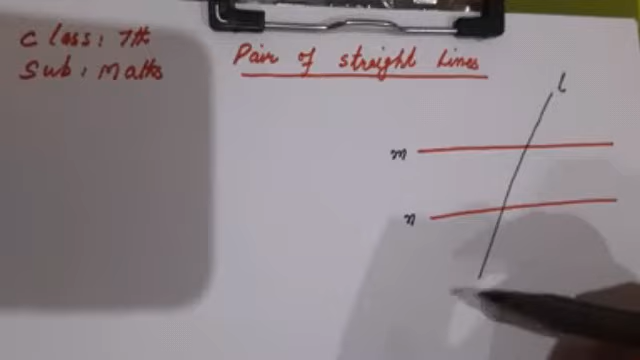 Class: 7th
Sub: Maths
Pair of straight Lines
l
m
n